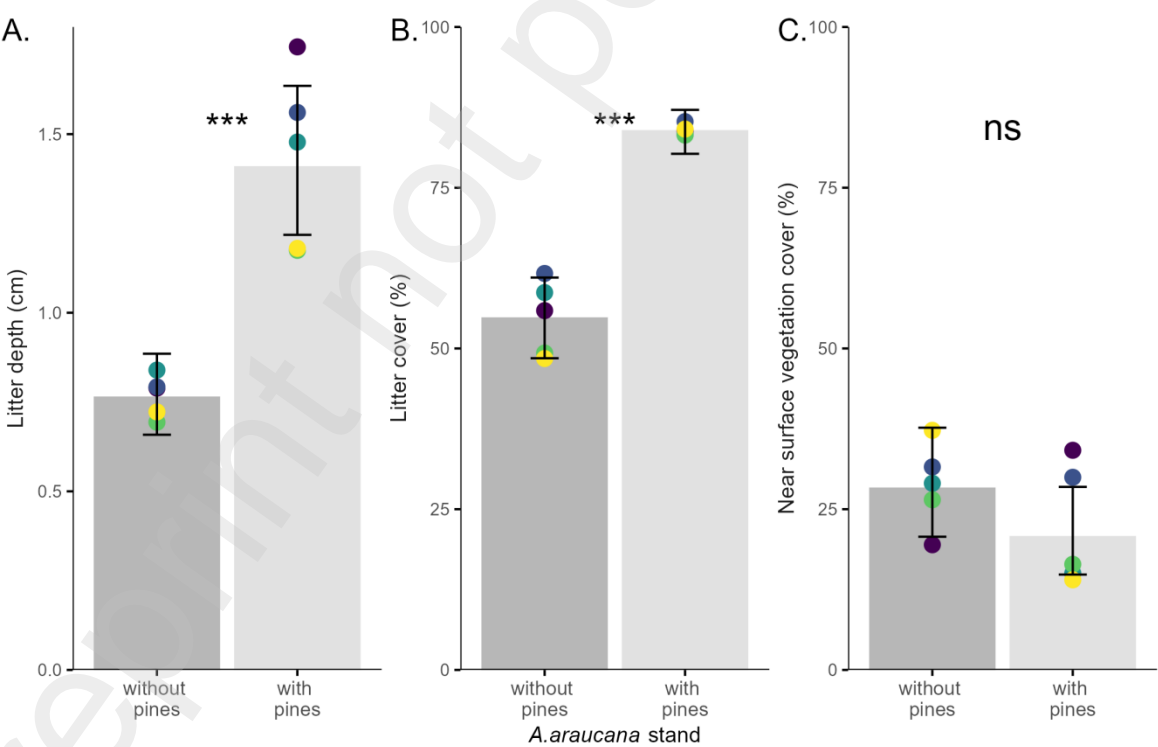 A.
Litter depth (cm)
1.5
1.0
0.5
0.0
***
without
pines
with
pines
B.
Litter cover (%)
100
75
50
25
0
***
without
pines
with
pines
A.araucana stand
C.
Near surface vegetation cover (%)
100
75
50
25
0
ns
without
pines
with
pines
reprint not p